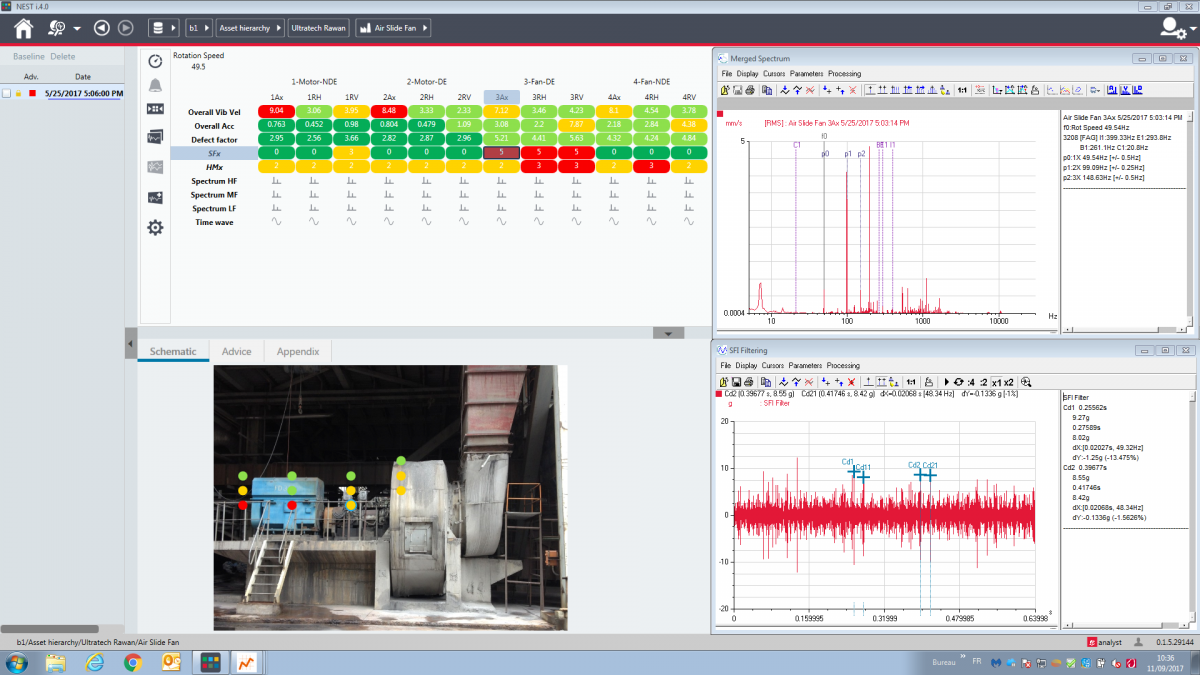 NEST i.4.0
b1
Asset hierarchy
Ultratech Rawan
Air Slide Fan
Baseline Delete
Adv. Date
5/25/2017 5:06:00 PM
Rotation Speed
49.5
1-Motor-NDE 2-Motor-DE 3-Fan-DE 4-Fan-NDE
1Ax 1RH 1RV 2Ax 2RH 2RV 3Ax 3RH 3RV 4Ax 4RH 4RV
Overall Vib Vel 9.04 3.06 3.95 8.48 3.33 2.33 7.12 3.46 4.23 6.1 4.54 3.76
Overall Acc 0.763 0.452 0.98 0.804 0.479 1.09 3.08 2.2 7.87 2.18 2.84 4.38
Defect factor 2.95 2.56 3.66 2.82 2.87 2.96 5.21 4.41 5.63 4.32 4.24 4.84
SFx 0 0 3 0 0 0 5 5 5 0 0 0
HMx 2 2 2 2 2 2 2 3 3 2 3 2
Spectrum HF
Spectrum MF
Spectrum LF
Time wave
Schematic Advice Appendix
Merged Spectrum
File Display Cursors Parameters Processing
1:1
mm/s [RMS] : Air Slide Fan 3Ax 5/25/2017 5:03:14 PM
f0
5
C1
p0 p1 p2
I1
0.0004
10 100 1000 10000 Hz
Air Slide Fan 3Ax 5/25/2017 5:03:14 PM
f0:Rot Speed 49.54Hz
3208 [FAG] I1:399.33Hz E1:293.8Hz
B1:261.1Hz C1:20.8Hz
p0:1X 49.54Hz [+/- 0.5Hz]
p1:2X 99.09Hz [+/- 0.25Hz]
p2:3X 148.63Hz [+/- 0.5Hz]
SFI Filtering
File Display Cursors Parameters Processing
1:1 :4 :2 x1 x2
Cd2 (0.39677 s, 8.55 g) Cd21 (0.41746 s, 8.42 g) dX=0.02068 s [48.34 Hz] dY=-0.1336 g [-1%]
g : SFI Filter
20
10
0
-10
-20
Cd1 Cd11 Cd2 Cd21
0 0.159995 0.31999 0.479985 0.63998
s
SFI Filter
Cd1 0.25562s
9.27g
0.27589s
8.02g
dX:[0.02027s, 49.32Hz)
dY:-1.25g (-13.475%)
Cd2 0.39677s
8.55g
0.41746s
8.42g
dX:[0.02068s, 48.34Hz)
dY:-0.1336g (-1.5626%)
b1/Asset hierarchy/Ultratech Rawan/Air Slide Fan
analyst
0.1.5.29144
Bureau
FR
10:36
11/09/2017